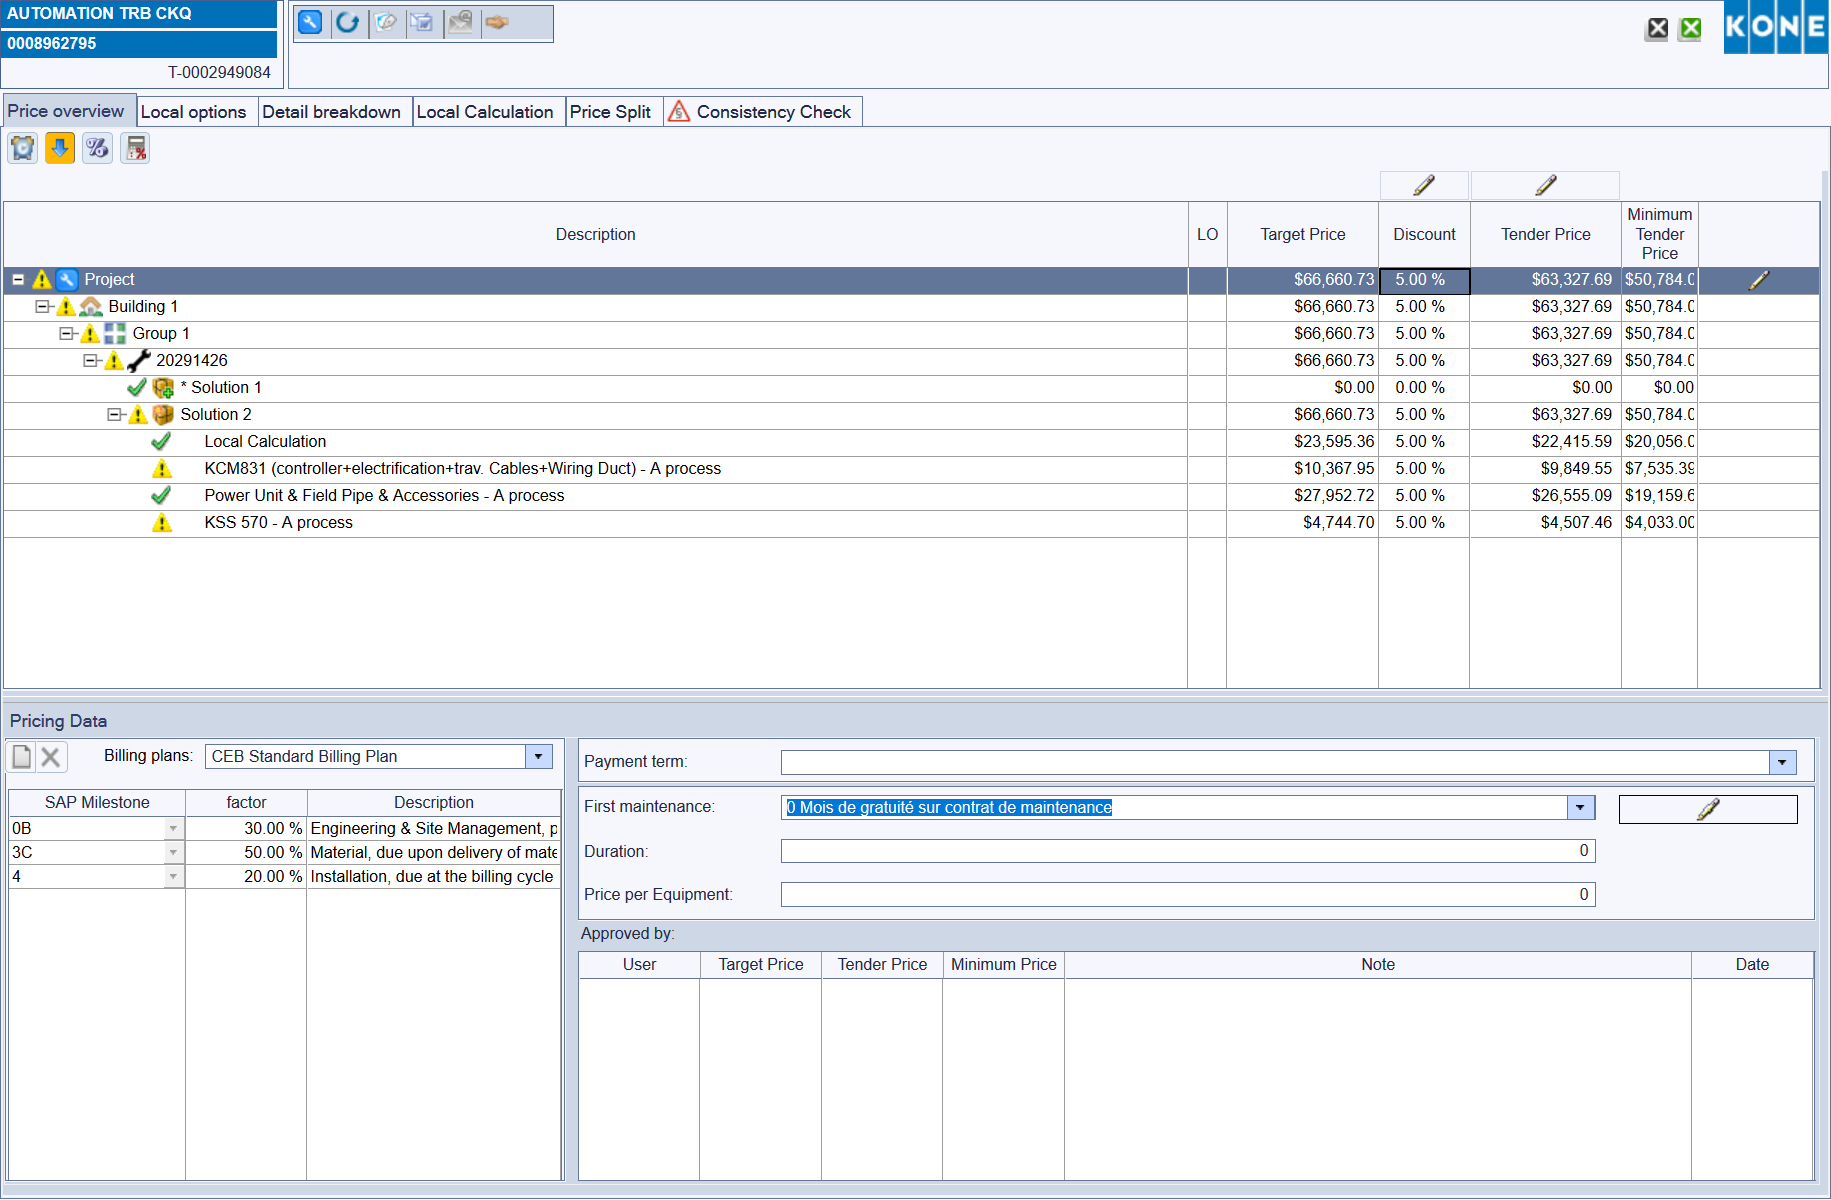 AUTOMATION TRB CKQ
0008962795
T-0002949084
KONE
Price overview
Local options
Detail breakdown
Local Calculation
Price Split
Consistency Check
Description
LO
Target Price
Discount
Tender Price
Minimum Tender Price
Project $66,660.73 5.00 % $63,327.69 $50,784.0
Building 1 $66,660.73 5.00 % $63,327.69 $50,784.0
Group 1 $66,660.73 5.00 % $63,327.69 $50,784.0
20291426 $66,660.73 5.00 % $63,327.69 $50,784.0
* Solution 1 $0.00 0.00 % $0.00 $0.00
Solution 2 $66,660.73 5.00 % $63,327.69 $50,784.0
Local Calculation $23,595.36 5.00 % $22,415.59 $20,056.0
KCM831 (controller+electrification+trav. Cables+Wiring Duct) - A process $10,367.95 5.00 % $9,849.55 $7,535.39
Power Unit & Field Pipe & Accessories - A process $27,952.72 5.00 % $26,555.09 $19,159.6
KSS 570 - A process $4,744.70 5.00 % $4,507.46 $4,033.00
Pricing Data
Billing plans: CEB Standard Billing Plan
SAP Milestone factor Description
0B 30.00 % Engineering & Site Management, p
3C 50.00 % Material, due upon delivery of mate
4 20.00 % Installation, due at the billing cycle
Payment term:
First maintenance: 0 Mois de gratuité sur contrat de maintenance
Duration: 0
Price per Equipment: 0
Approved by:
User Target Price Tender Price Minimum Price Note Date